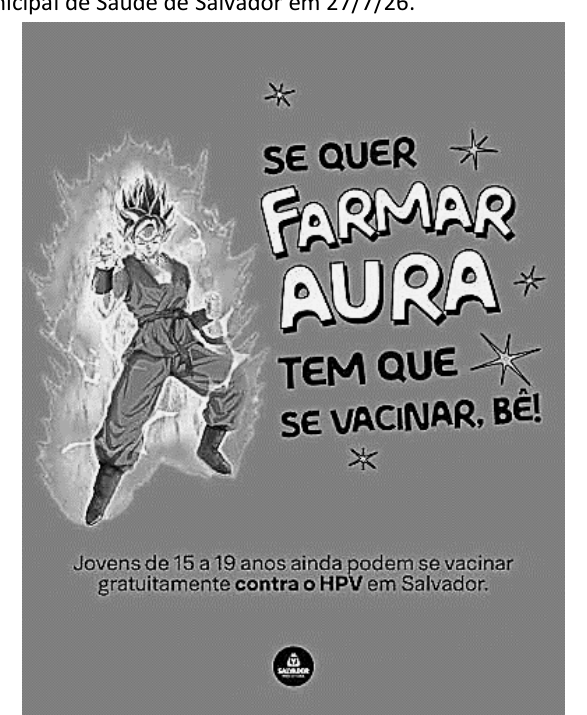 nicipal de Saúde de Salvador em 27/7/26.
SE QUER
FARMAR
AURA
TEM QUE
SE VACINAR, BÊ!
Jovens de 15 a 19 anos ainda podem se vacinar
gratuitamente contra o HPV em Salvador.
SALVADOR